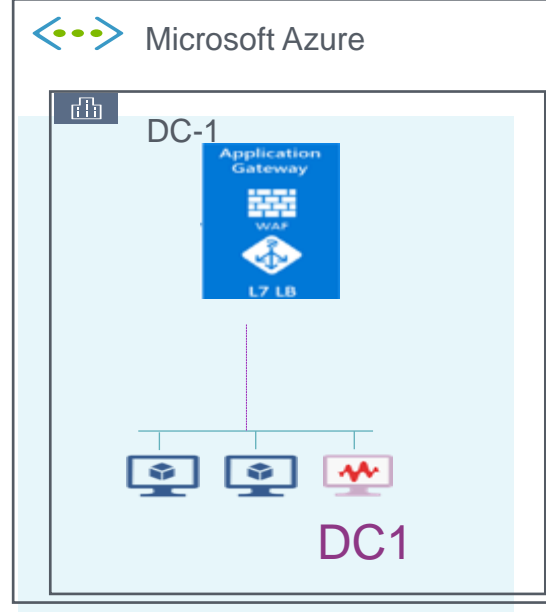 Microsoft Azure
DC-1
Application
Gateway
WAF
L7 LB
DC1